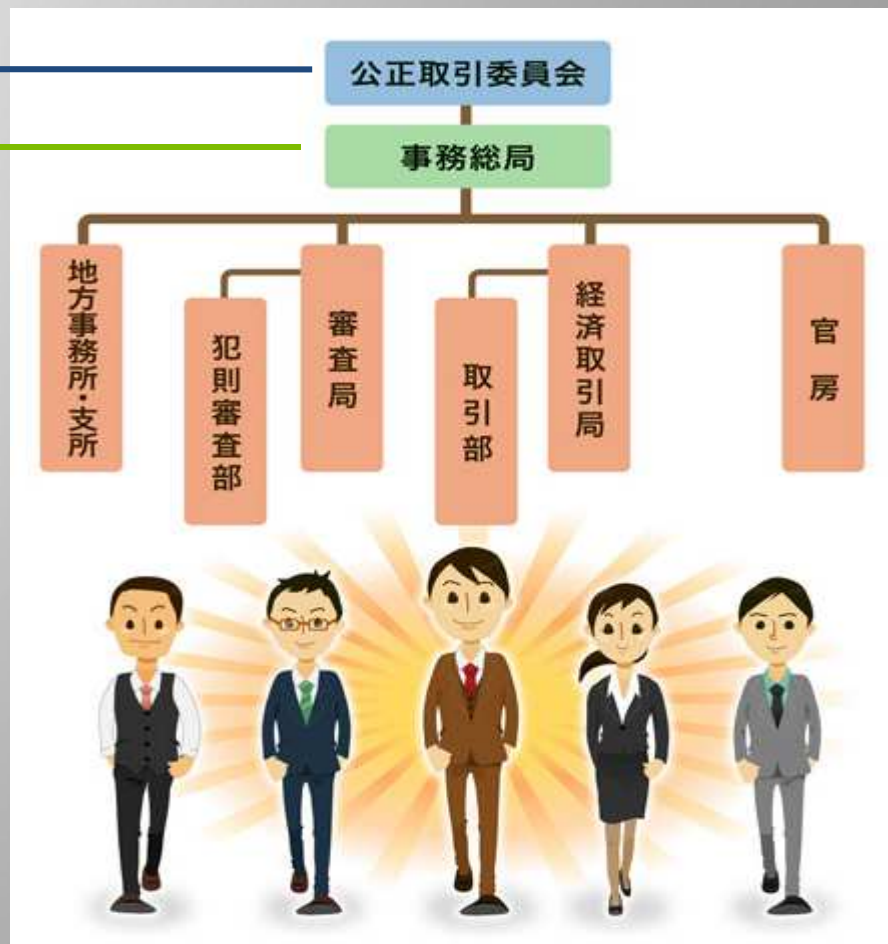 公正取引委員会
事務総局
地方事務所・支所
犯則審査部
審査局
取引部
経済取引局
官房